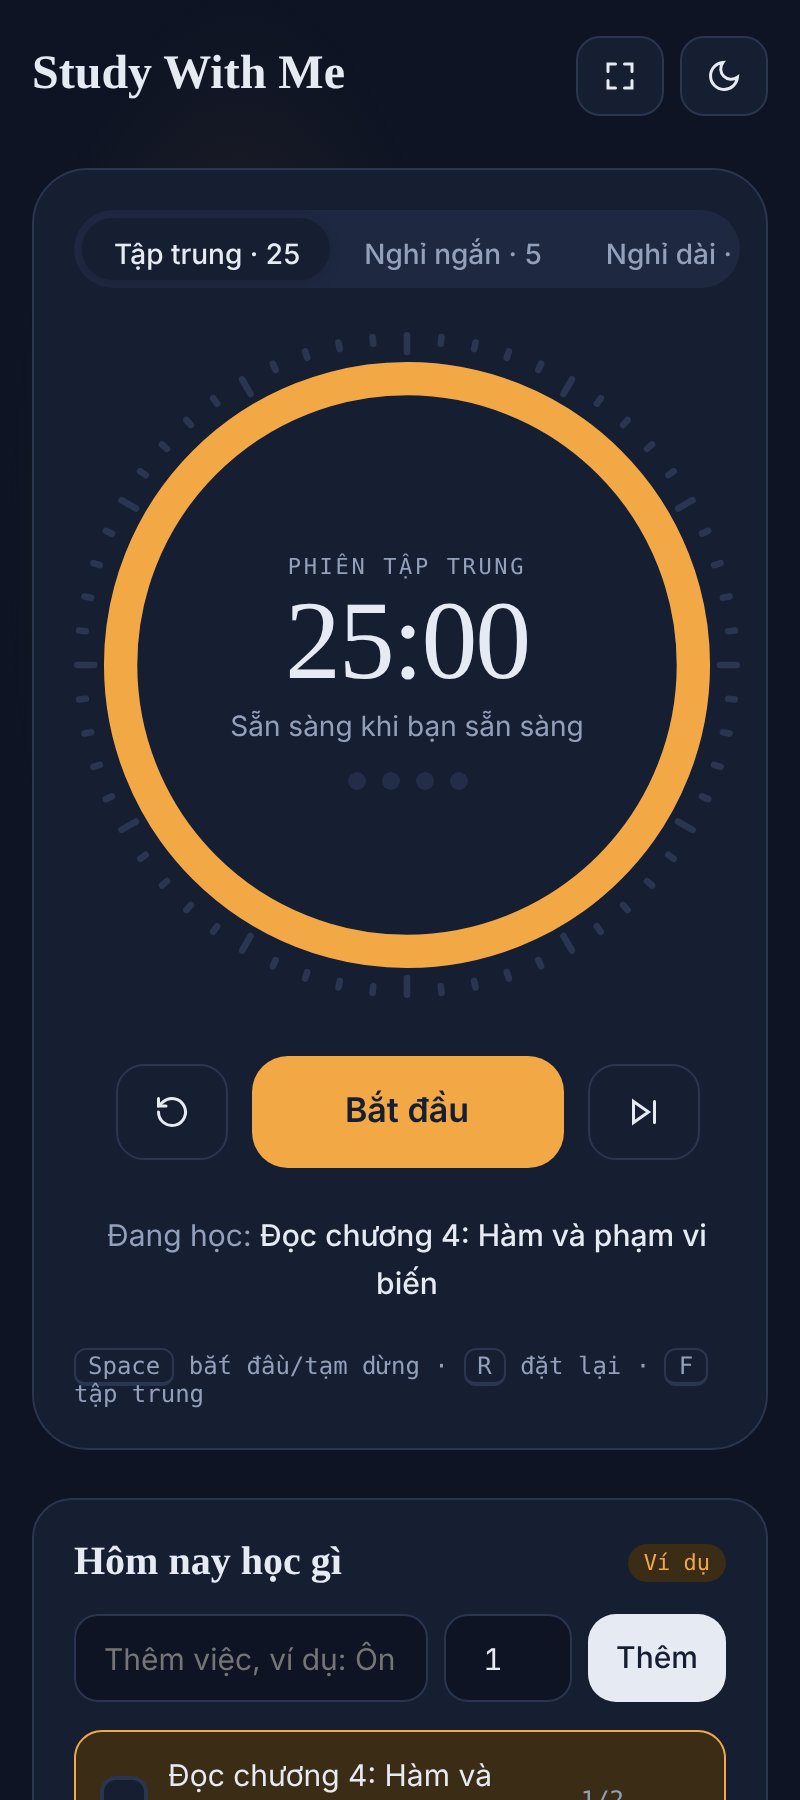 Study With Me
Tập trung · 25 Nghỉ ngắn · 5 Nghỉ dài ·
PHIÊN TẬP TRUNG
25:00
Sẵn sàng khi bạn sẵn sàng
Bắt đầu
Đang học: Đọc chương 4: Hàm và phạm vi
biến
Space bắt đầu/tạm dừng · R đặt lại · F
tập trung
Hôm nay học gì Ví dụ
Thêm việc, ví dụ: Ôn 1 Thêm
Đọc chương 4: Hàm và
1/2